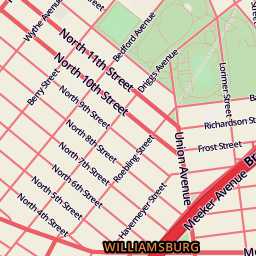 Wythe Avenue
North 11th Street
Bedford Avenue
Driggs Avenue
Lorimer Street
North 10th Street
Berry Street
North 9th Street
North 8th Street
Richardson St
Frost Street
Union Avenue
Roebling Street
North 7th Street
North 6th Street
North 5th Street
North 4th Street
Havemeyer Street
Meeker Avenue
WILLIAMSBURG